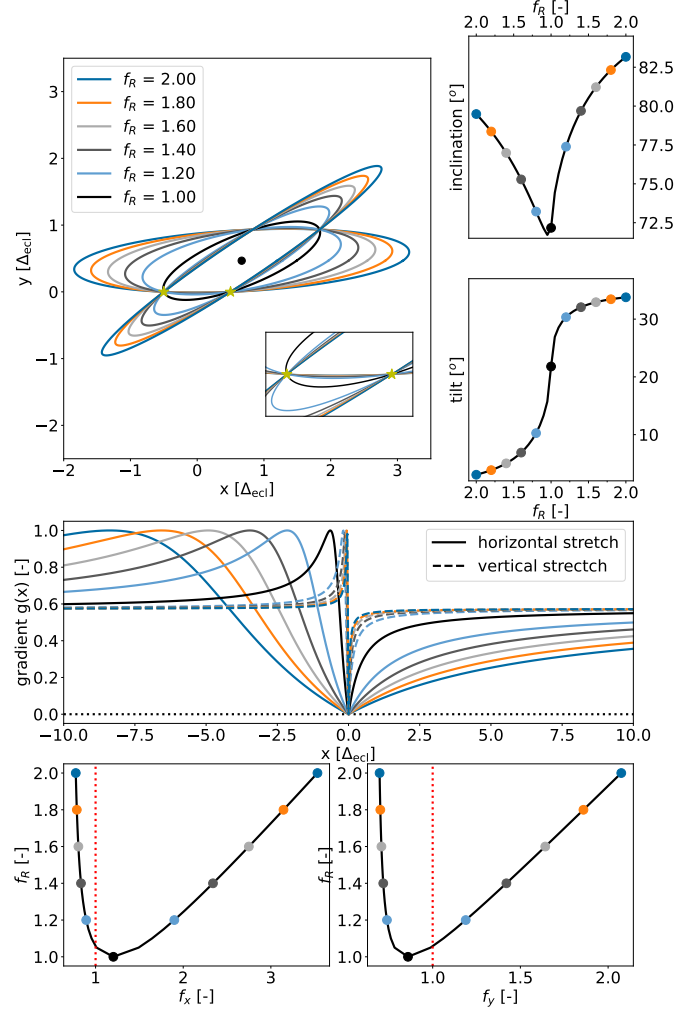 f_R [-]
2.0 1.5 1.0 1.5 2.0
f_R = 2.00
f_R = 1.80
f_R = 1.60
f_R = 1.40
f_R = 1.20
f_R = 1.00
3
2
1
0
−1
−2
y [Δ_ecl]
−2 −1 0 1 2 3
x [Δ_ecl]
inclination [°]
82.5
80.0
77.5
75.0
72.5
tilt [°]
30
20
10
2.0 1.5 1.0 1.5 2.0
f_R [-]
gradient g(x) [-]
1.0
0.8
0.6
0.4
0.2
0.0
horizontal stretch
vertical strectch
−10.0 −7.5 −5.0 −2.5 0.0 2.5 5.0 7.5 10.0
x [Δ_ecl]
f_R [-]
2.0
1.8
1.6
1.4
1.2
1.0
1 2 3
f_x [-]
f_R [-]
2.0
1.8
1.6
1.4
1.2
1.0
1.0 1.5 2.0
f_y [-]